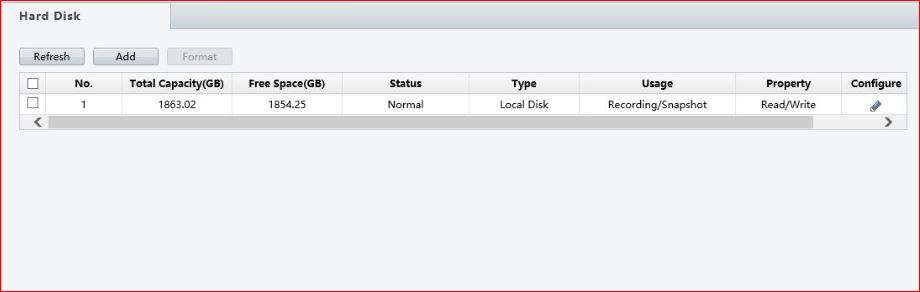 Hard Disk
Refresh Add Format
No. Total Capacity(GB) Free Space(GB) Status Type Usage Property Configure
1 1863.02 1854.25 Normal Local Disk Recording/Snapshot Read/Write